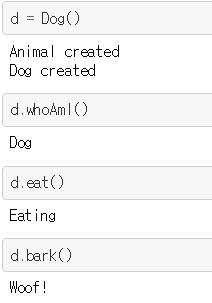 d = Dog()
Animal created
Dog created
d.whoAmI()
Dog
d.eat()
Eating
d.bark()
Woof!